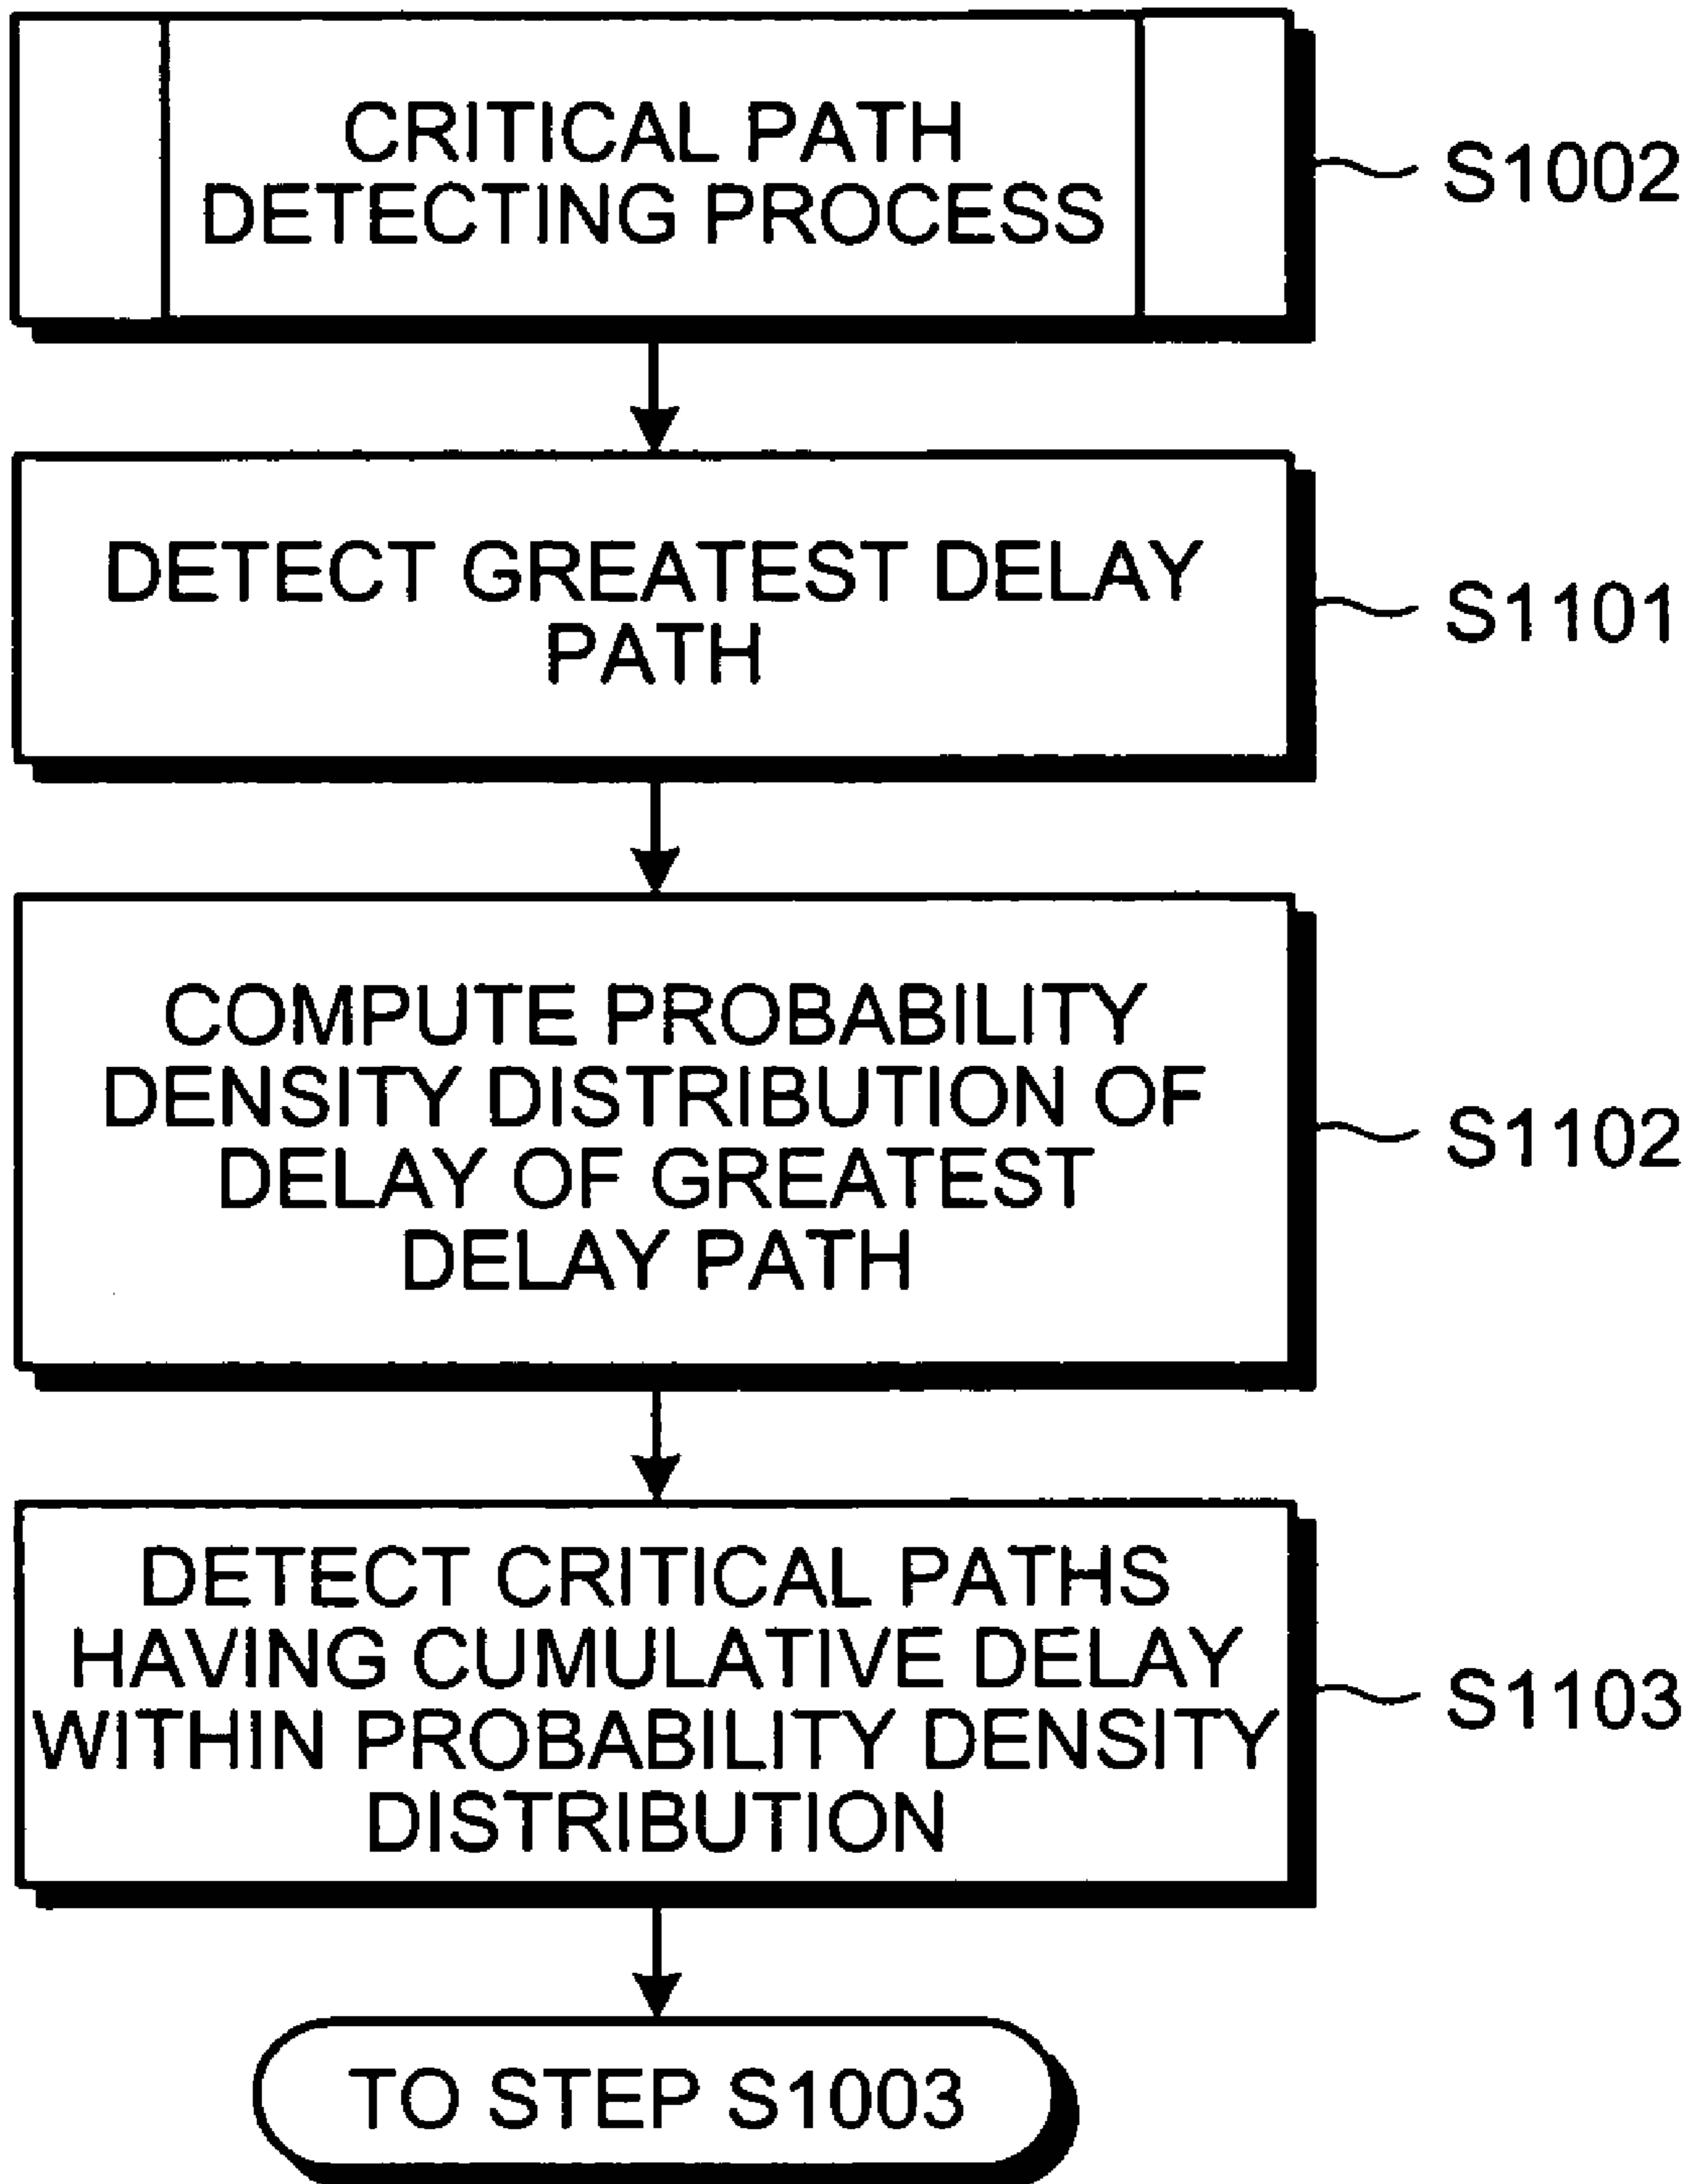 CRITICAL PATH
DETECTING PROCESS
S1002
DETECT GREATEST DELAY
PATH
S1101
COMPUTE PROBABILITY
DENSITY DISTRIBUTION OF
DELAY OF GREATEST
DELAY PATH
S1102
DETECT CRITICAL PATHS
HAVING CUMULATIVE DELAY
WITHIN PROBABILITY DENSITY
DISTRIBUTION
S1103
TO STEP S1003